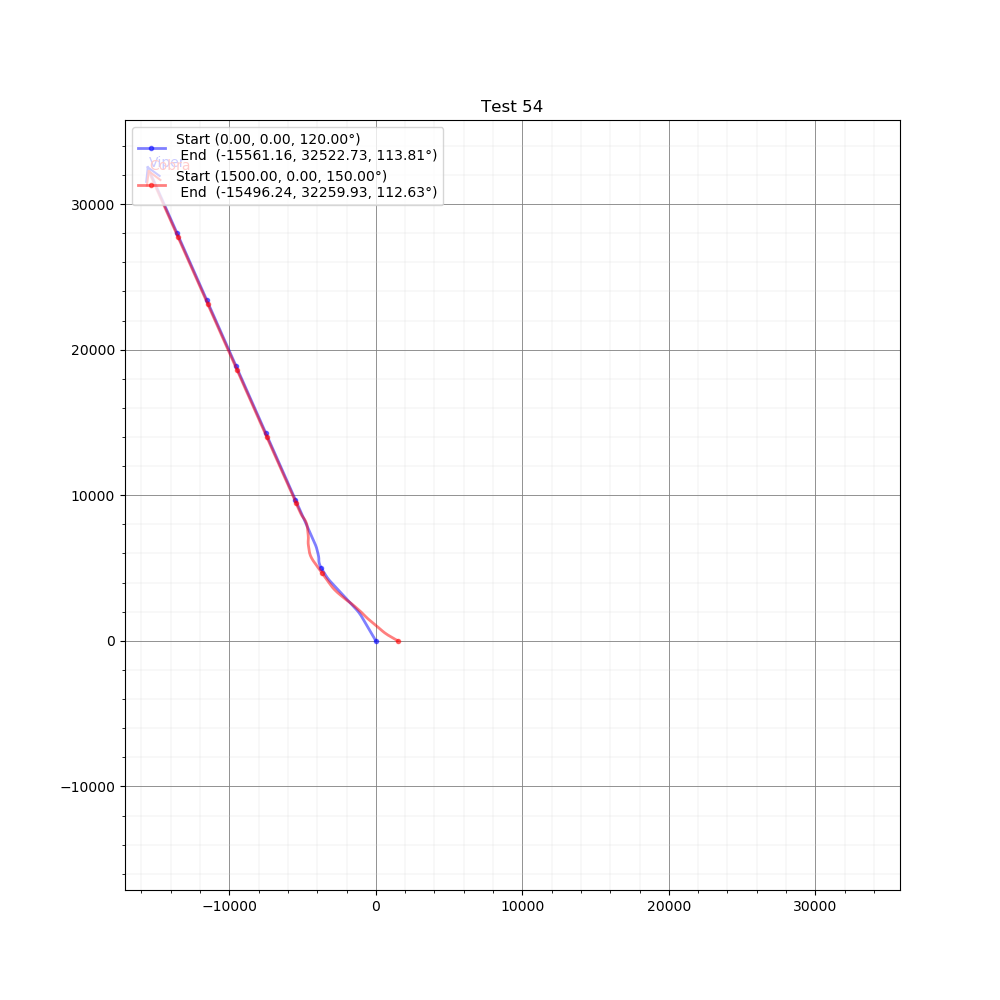 Test 54
Start (0.00, 0.00, 120.00°)
End (-15561.16, 32522.73, 113.81°)
Start (1500.00, 0.00, 150.00°)
End (-15496.24, 32259.93, 112.63°)
Viper
Cobra
30000
20000
10000
0
−10000
−10000
0
10000
20000
30000